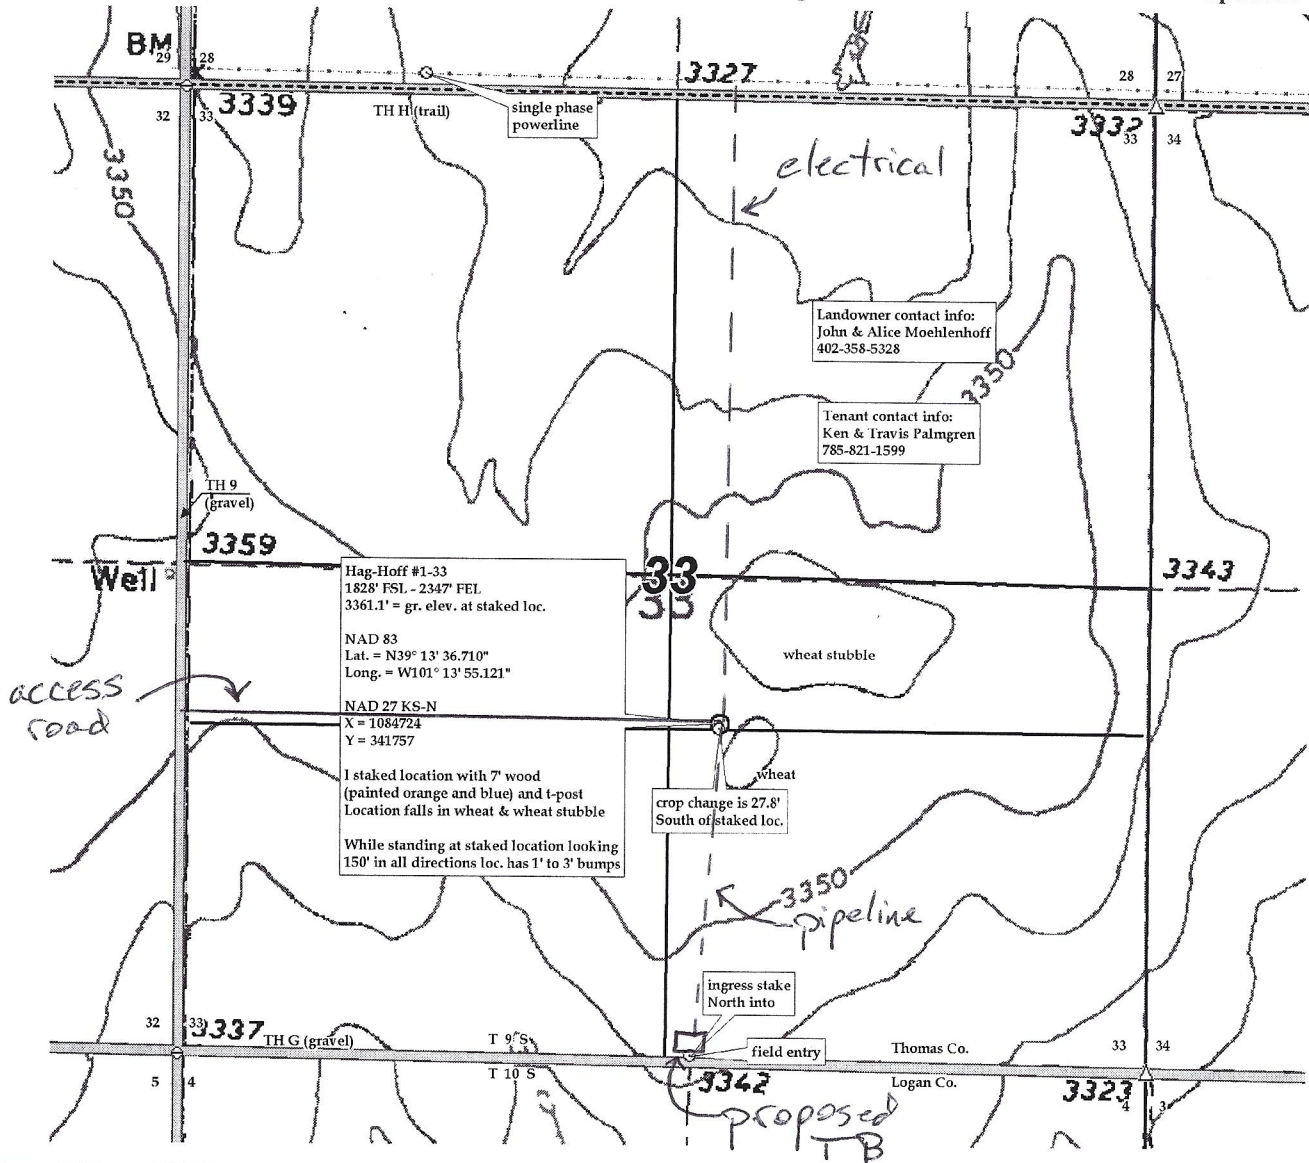 BM
29 28
3327
28 27
32 33
3339
TH H (trail)
single phase
powerline
3332
33 34
electrical
3350
Landowner contact info:
John & Alice Moehlenhoff
402-358-5328
3350
Tenant contact info:
Ken & Travis Palmgren
785-821-1599
TH 9
(gravel)
3359
Well
33
33
3343
Hag-Hoff #1-33
1828' FSL - 2347' FEL
3361.1' = gr. elev. at staked loc.
NAD 83
Lat. = N39° 13' 36.710"
Long. = W101° 13' 55.121"
NAD 27 KS-N
X = 1084724
Y = 341757
I staked location with 7' wood
(painted orange and blue) and t-post
Location falls in wheat & wheat stubble
While standing at staked location looking
150' in all directions loc. has 1' to 3' bumps
wheat stubble
access
road
wheat
crop change is 27.8'
South of staked loc.
3350
pipeline
ingress stake
North into
32 33
3337
TH G (gravel)
T 9 S
field entry
Thomas Co.
33 34
5 4
T 10 S
3342
Logan Co.
3323
4 3
proposed
TB